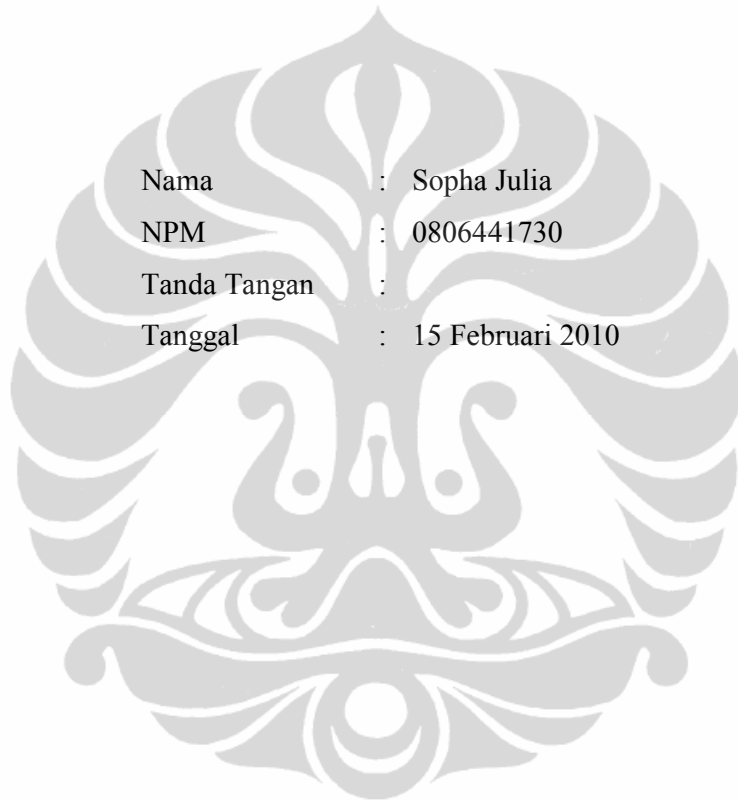 Nama : Sopha Julia
NPM : 0806441730
Tanda Tangan :
Tanggal : 15 Februari 2010